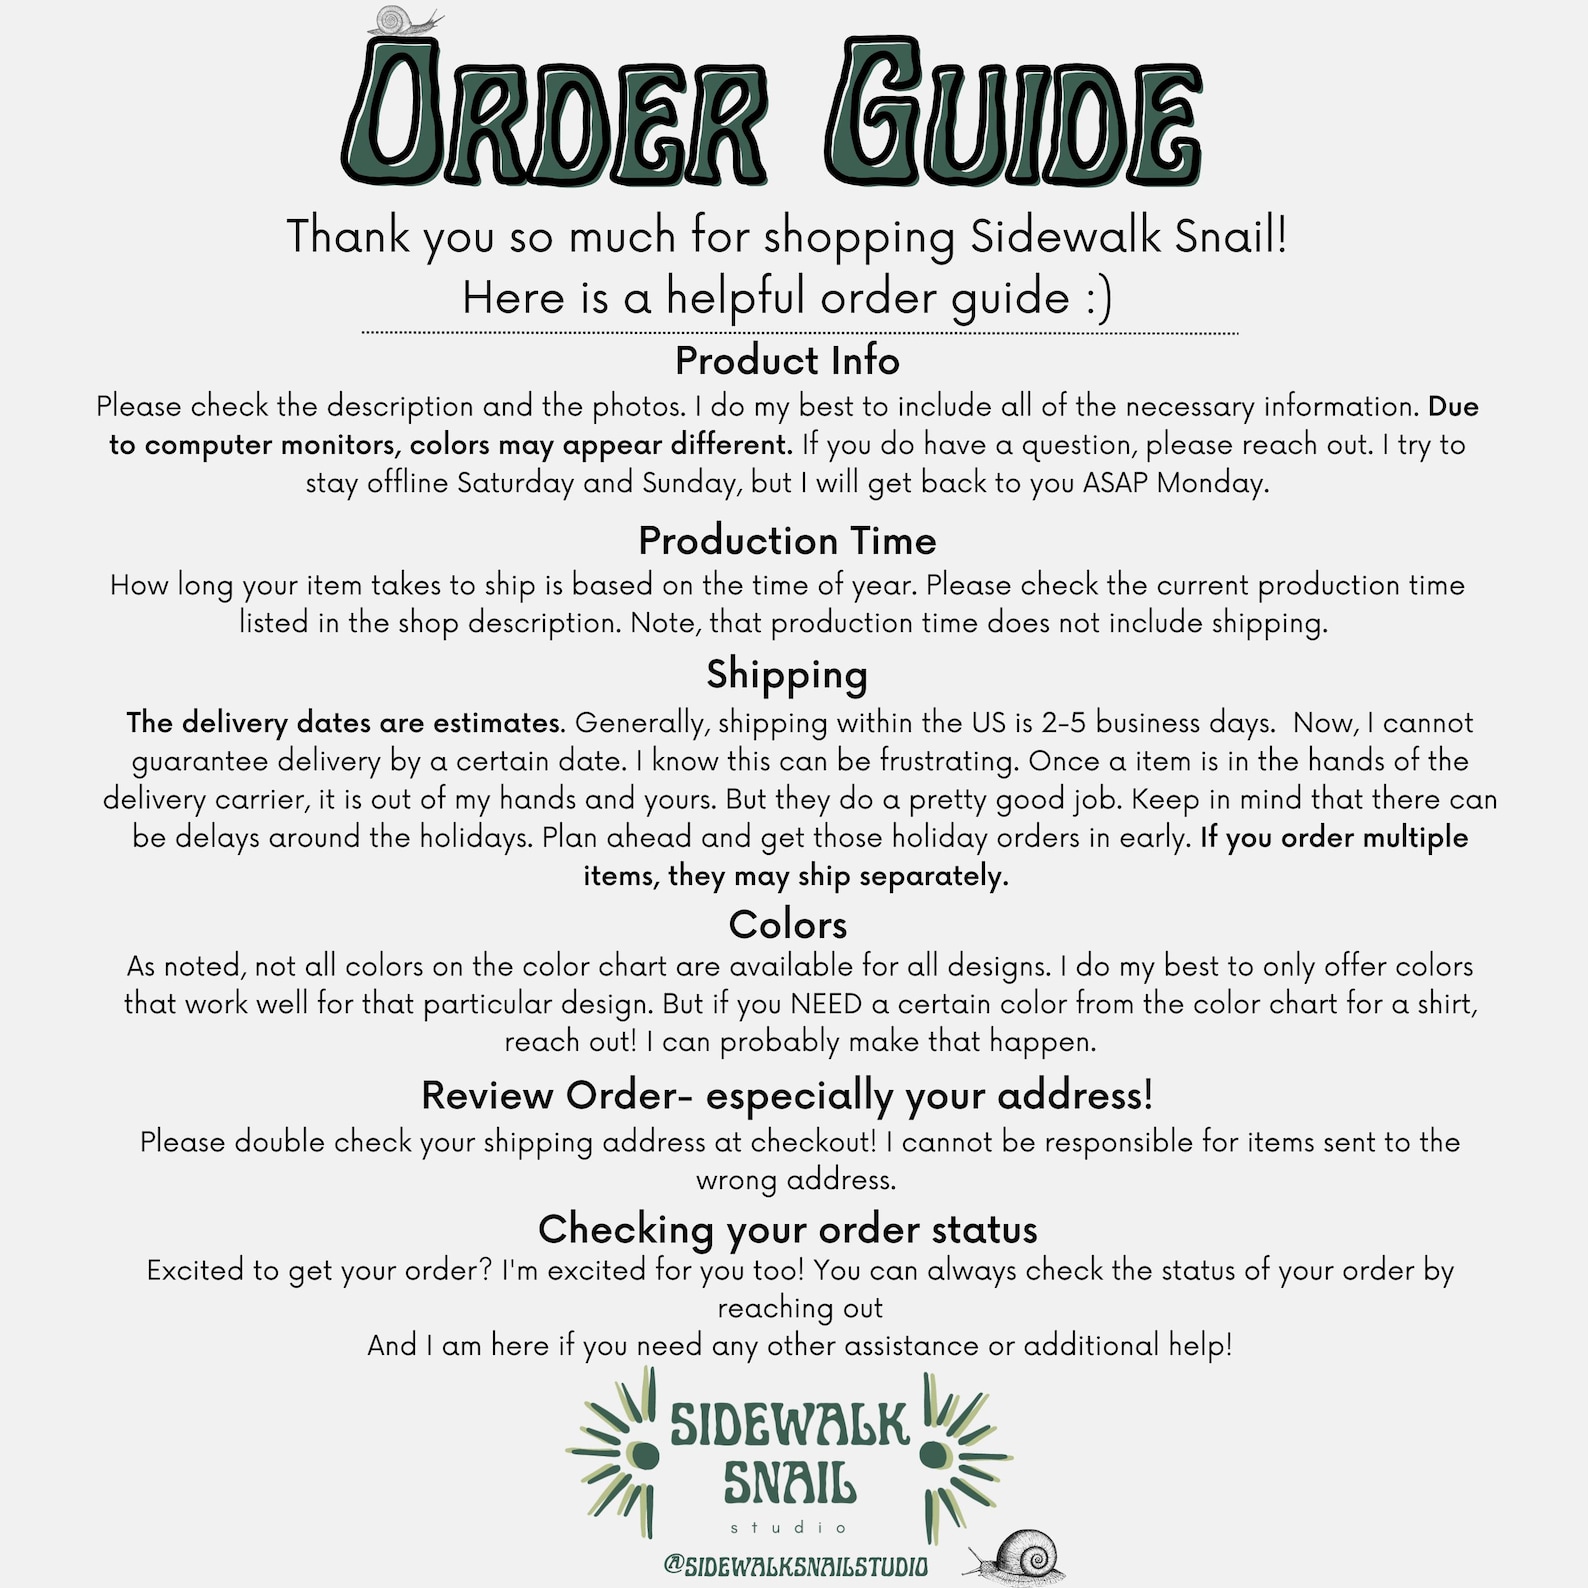 ORDER GUIDE
Thank you so much for shopping Sidewalk Snail!
Here is a helpful order guide :)
Product Info
Please check the description and the photos. I do my best to include all of the necessary information. Due
to computer monitors, colors may appear different. If you do have a question, please reach out. I try to
stay offline Saturday and Sunday, but I will get back to you ASAP Monday.
Production Time
How long your item takes to ship is based on the time of year. Please check the current production time
listed in the shop description. Note, that production time does not include shipping.
Shipping
The delivery dates are estimates. Generally, shipping within the US is 2-5 business days.  Now, I cannot
guarantee delivery by a certain date. I know this can be frustrating. Once a item is in the hands of the
delivery carrier, it is out of my hands and yours. But they do a pretty good job. Keep in mind that there can
be delays around the holidays. Plan ahead and get those holiday orders in early. If you order multiple
items, they may ship separately.
Colors
As noted, not all colors on the color chart are available for all designs. I do my best to only offer colors
that work well for that particular design. But if you NEED a certain color from the color chart for a shirt,
reach out! I can probably make that happen.
Review Order- especially your address!
Please double check your shipping address at checkout! I cannot be responsible for items sent to the
wrong address.
Checking your order status
Excited to get your order? I'm excited for you too! You can always check the status of your order by
reaching out
And I am here if you need any other assistance or additional help!
SIDEWALK
SNAIL
studio
@SIDEWALKSNAILSTUDIO